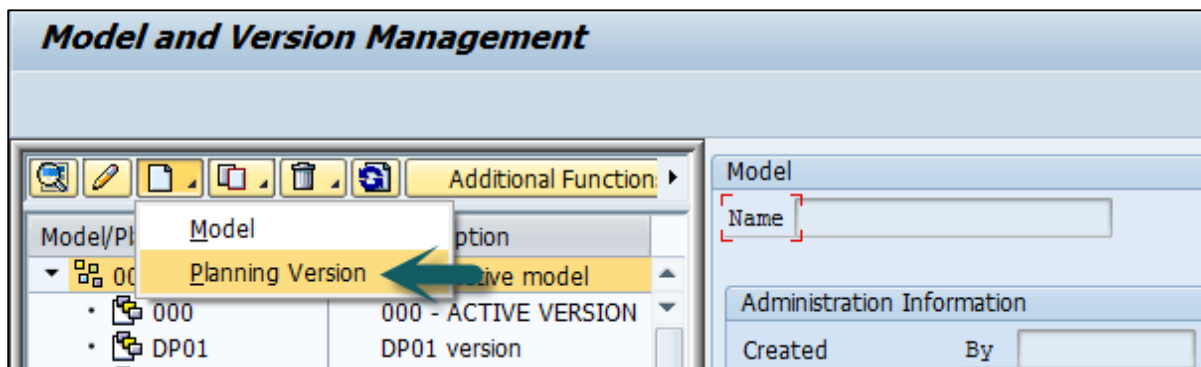 Model and Version Management
Additional Function
Model/Pl
ption
Model
Planning Version
00
tive model
000
000 - ACTIVE VERSION
DP01
DP01 version
Model
Name
Administration Information
Created By